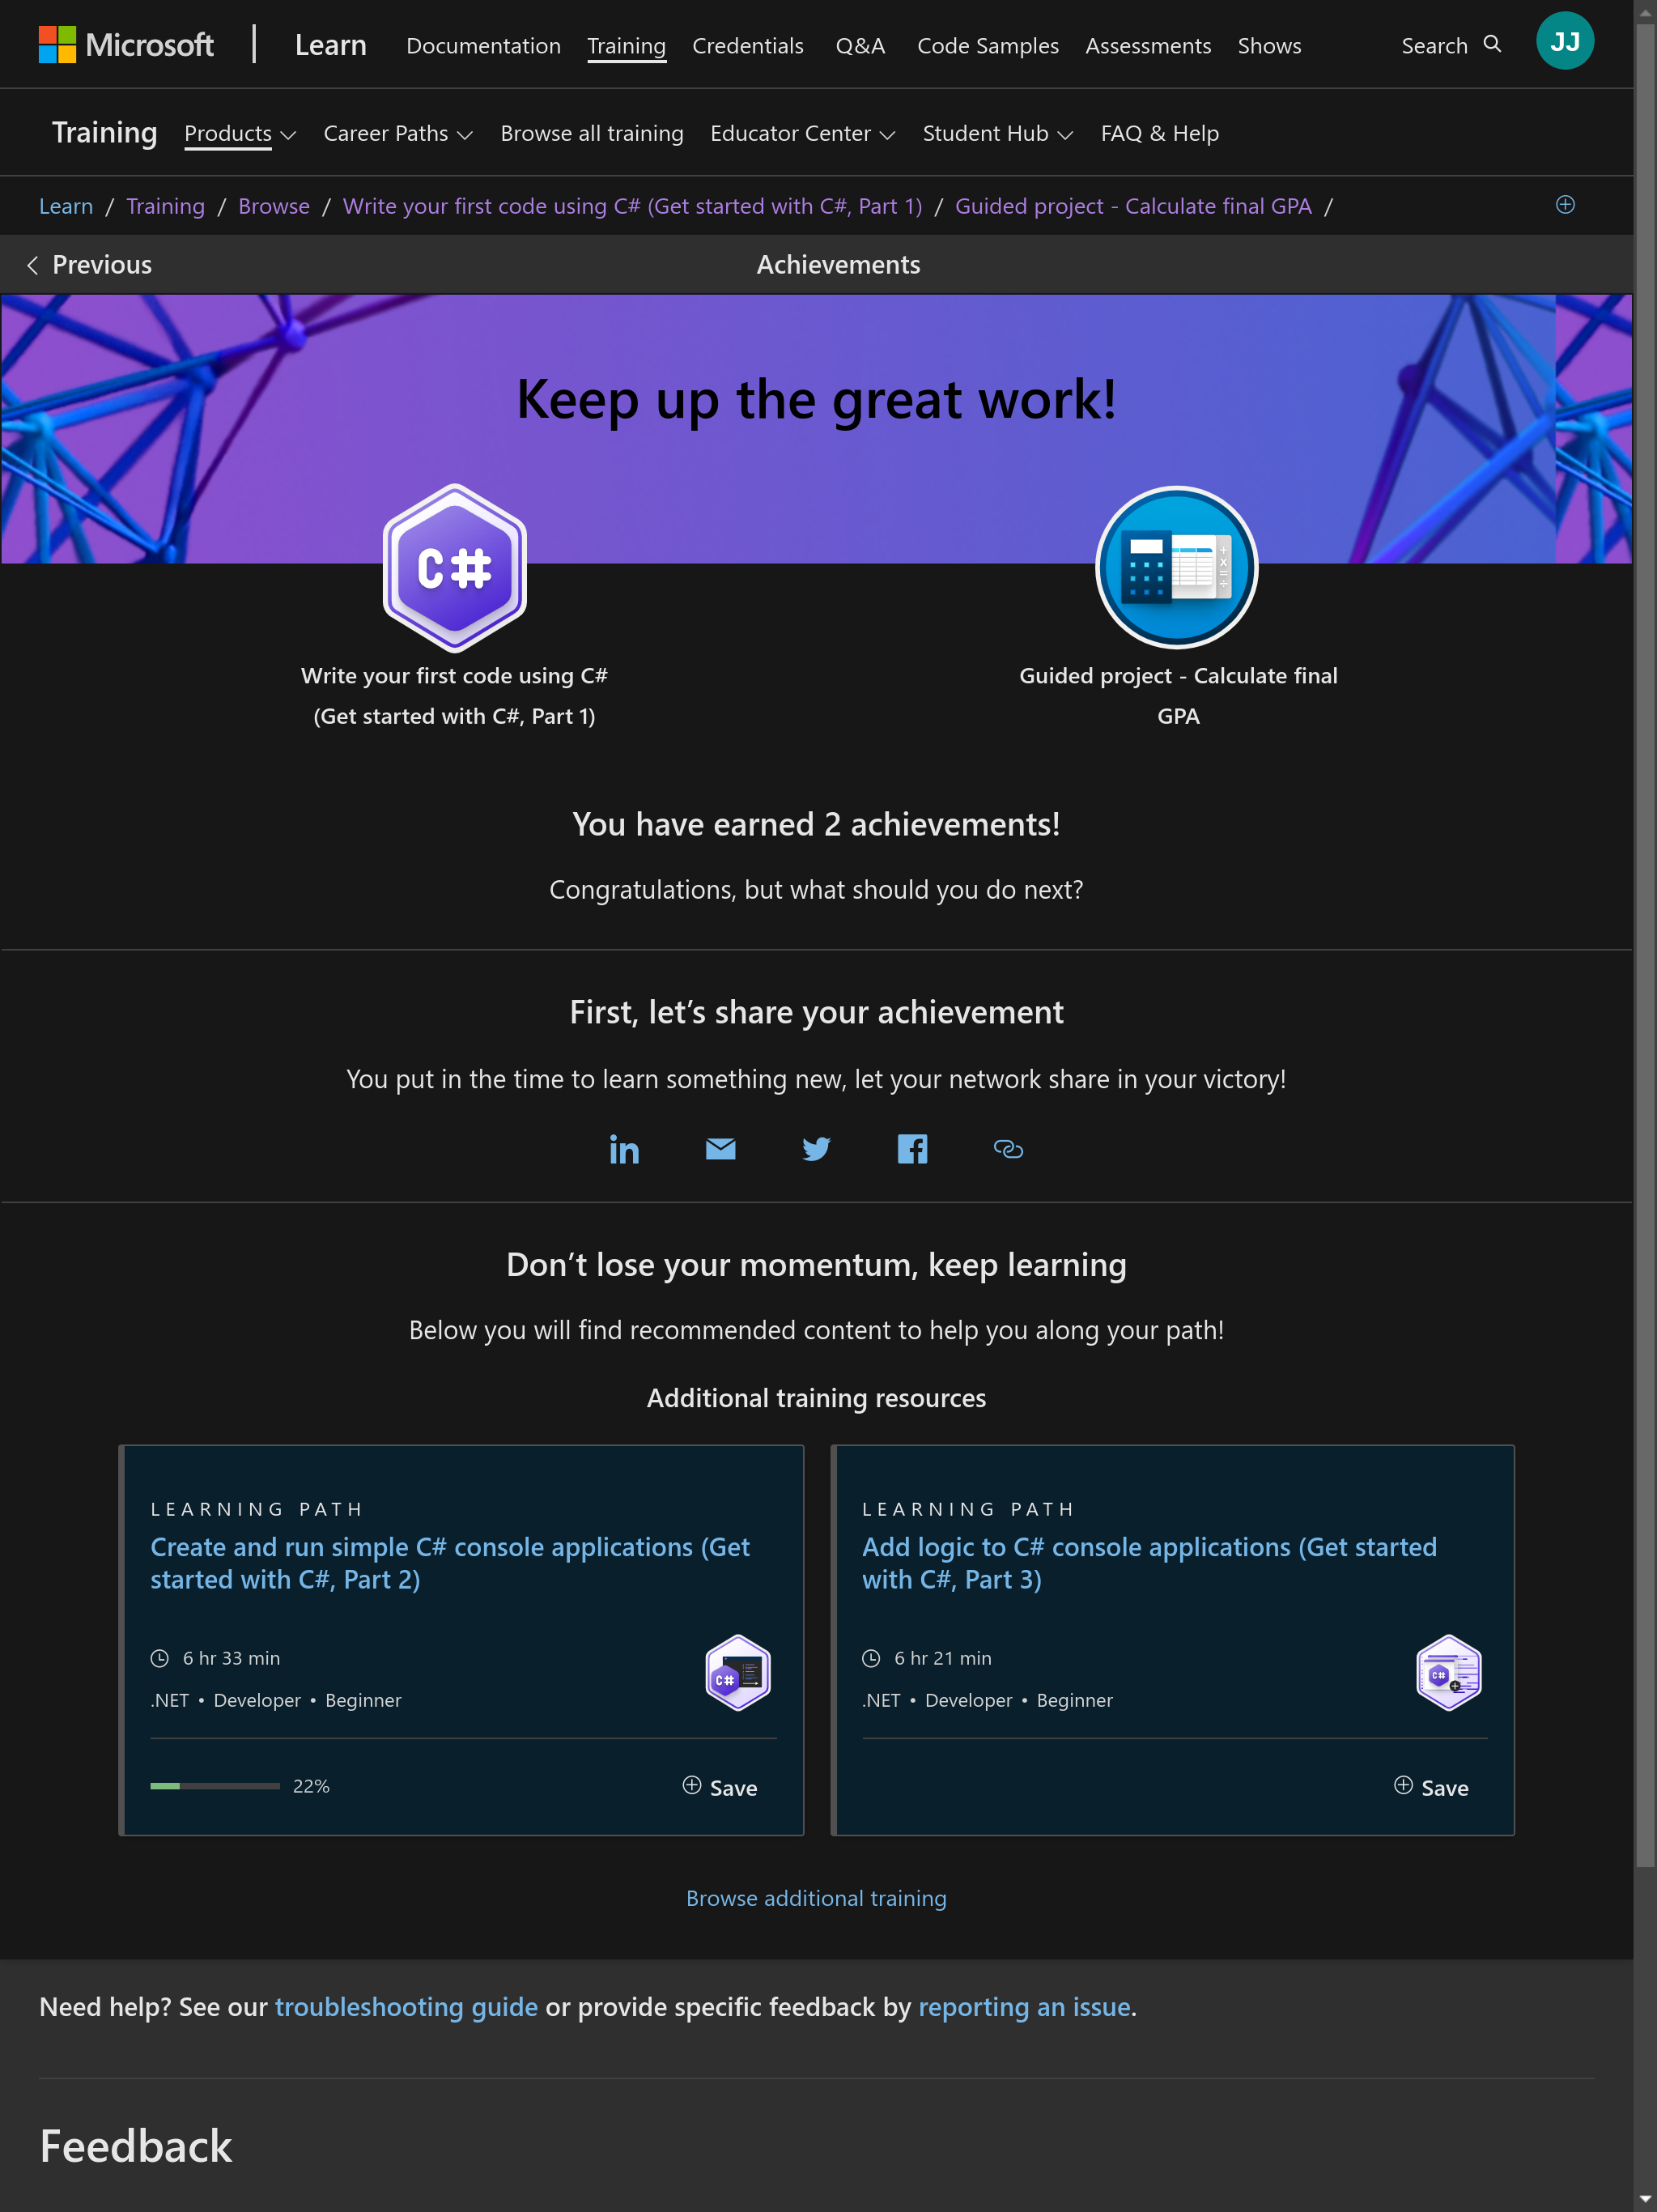 Microsoft Learn Documentation Training Credentials Q&A Code Samples Assessments Shows Search JJ
Training Products Career Paths Browse all training Educator Center Student Hub FAQ & Help
Learn / Training / Browse / Write your first code using C# (Get started with C#, Part 1) / Guided project - Calculate final GPA /
Previous Achievements
Keep up the great work!
C#
Write your first code using C#
(Get started with C#, Part 1)
Guided project - Calculate final
GPA
You have earned 2 achievements!
Congratulations, but what should you do next?
First, let’s share your achievement
You put in the time to learn something new, let your network share in your victory!
Don’t lose your momentum, keep learning
Below you will find recommended content to help you along your path!
Additional training resources
LEARNING PATH
Create and run simple C# console applications (Get
started with C#, Part 2)
6 hr 33 min
C#
.NET • Developer • Beginner
22%
Save
LEARNING PATH
Add logic to C# console applications (Get started
with C#, Part 3)
6 hr 21 min
C#
.NET • Developer • Beginner
Save
Browse additional training
Need help? See our troubleshooting guide or provide specific feedback by reporting an issue.
Feedback